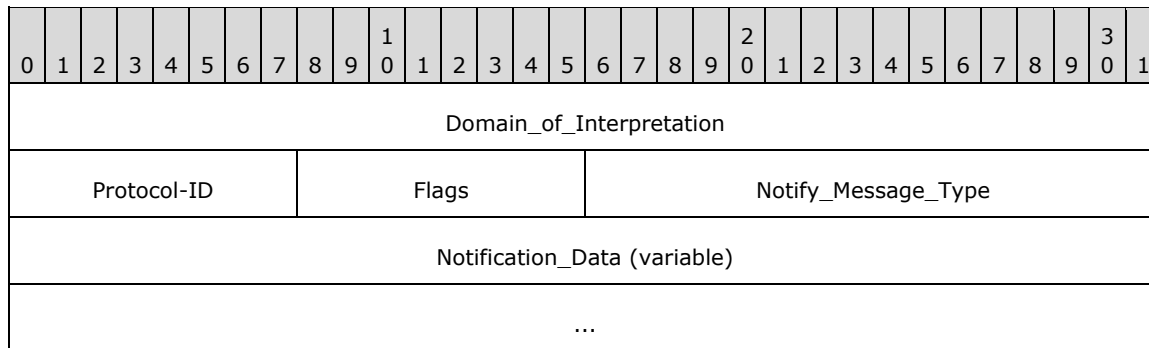 0 1 2 3 4 5 6 7 8 9 1 0 1 2 3 4 5 6 7 8 9 2 0 1 2 3 4 5 6 7 8 9 3 0 1
Domain_of_Interpretation
Protocol-ID Flags Notify_Message_Type
Notification_Data (variable)
...